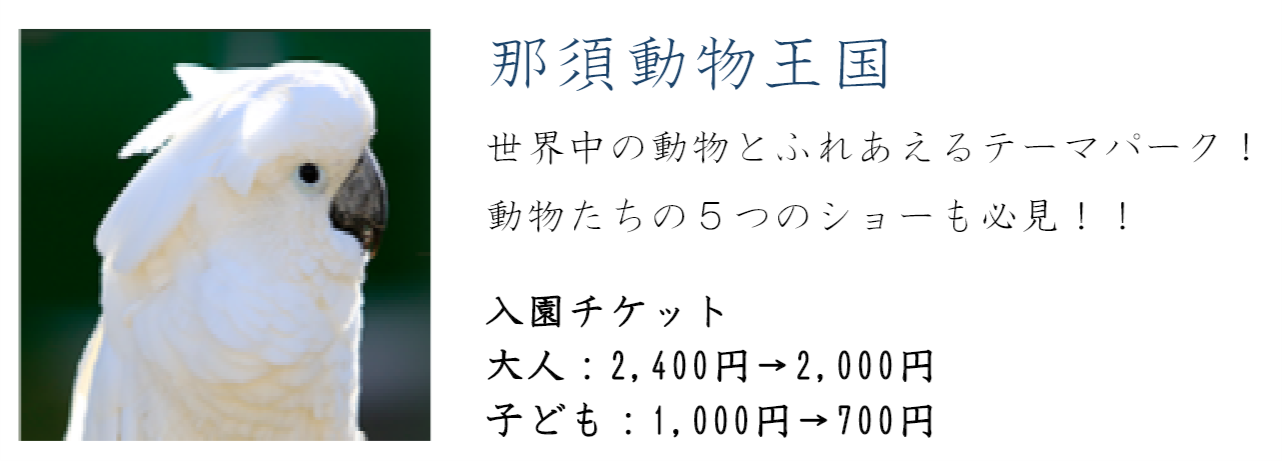 那須動物王国
世界中の動物とふれあえるテーマパーク！
動物たちの５つのショーも必見！！
入園チケット
大人：2,400円→2,000円
子ども：1,000円→700円